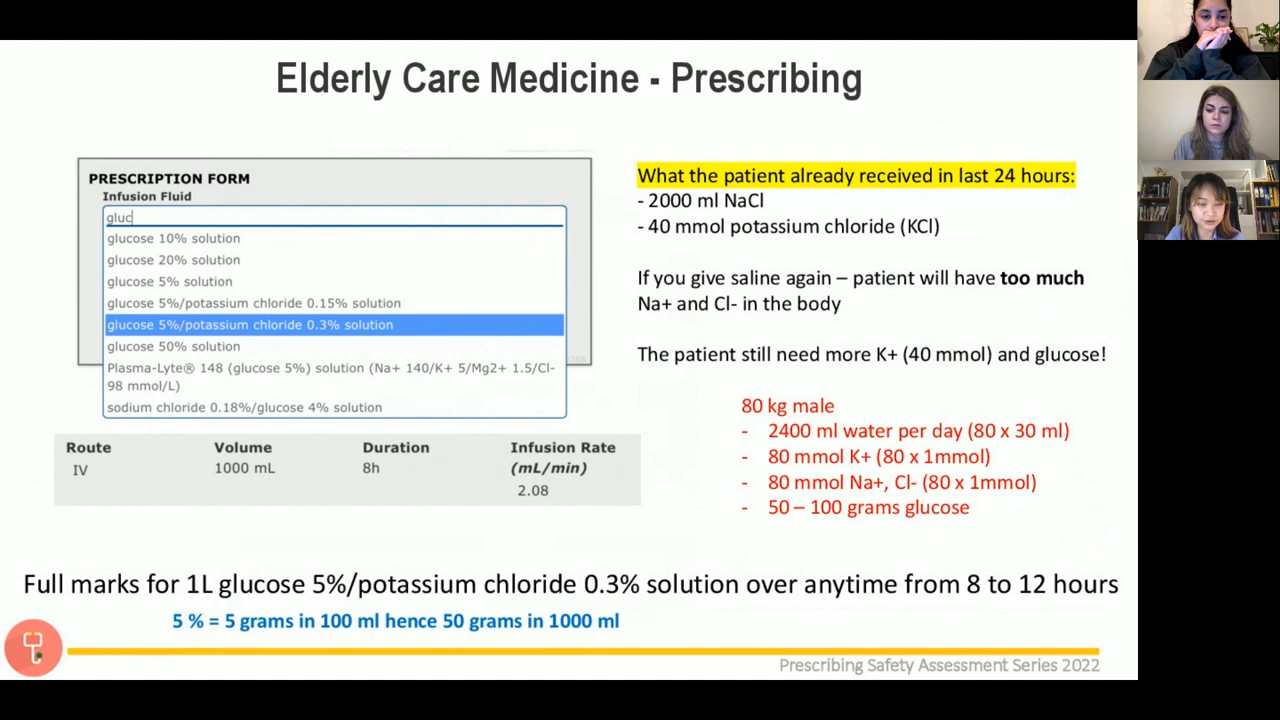 Elderly Care Medicine - Prescribing
PRESCRIPTION FORM
Infusion Fluid
gluc
glucose 10% solution
glucose 20% solution
glucose 5% solution
glucose 5%/potassium chloride 0.15% solution
glucose 5%/potassium chloride 0.3% solution
glucose 50% solution
Plasma-Lyte® 148 (glucose 5%) solution (Na+ 140/K+ 5/Mg2+ 1.5/Cl-
98 mmol/L)
sodium chloride 0.18%/glucose 4% solution
Route Volume Duration Infusion Rate
IV 1000 mL 8h (mL/min)
2.08
What the patient already received in last 24 hours:
- 2000 ml NaCl
- 40 mmol potassium chloride (KCl)
If you give saline again – patient will have too much
Na+ and Cl- in the body
The patient still need more K+ (40 mmol) and glucose!
80 kg male
- 2400 ml water per day (80 x 30 ml)
- 80 mmol K+ (80 x 1mmol)
- 80 mmol Na+, Cl- (80 x 1mmol)
- 50 – 100 grams glucose
Full marks for 1L glucose 5%/potassium chloride 0.3% solution over anytime from 8 to 12 hours
5 % = 5 grams in 100 ml hence 50 grams in 1000 ml
Prescribing Safety Assessment Series 2022